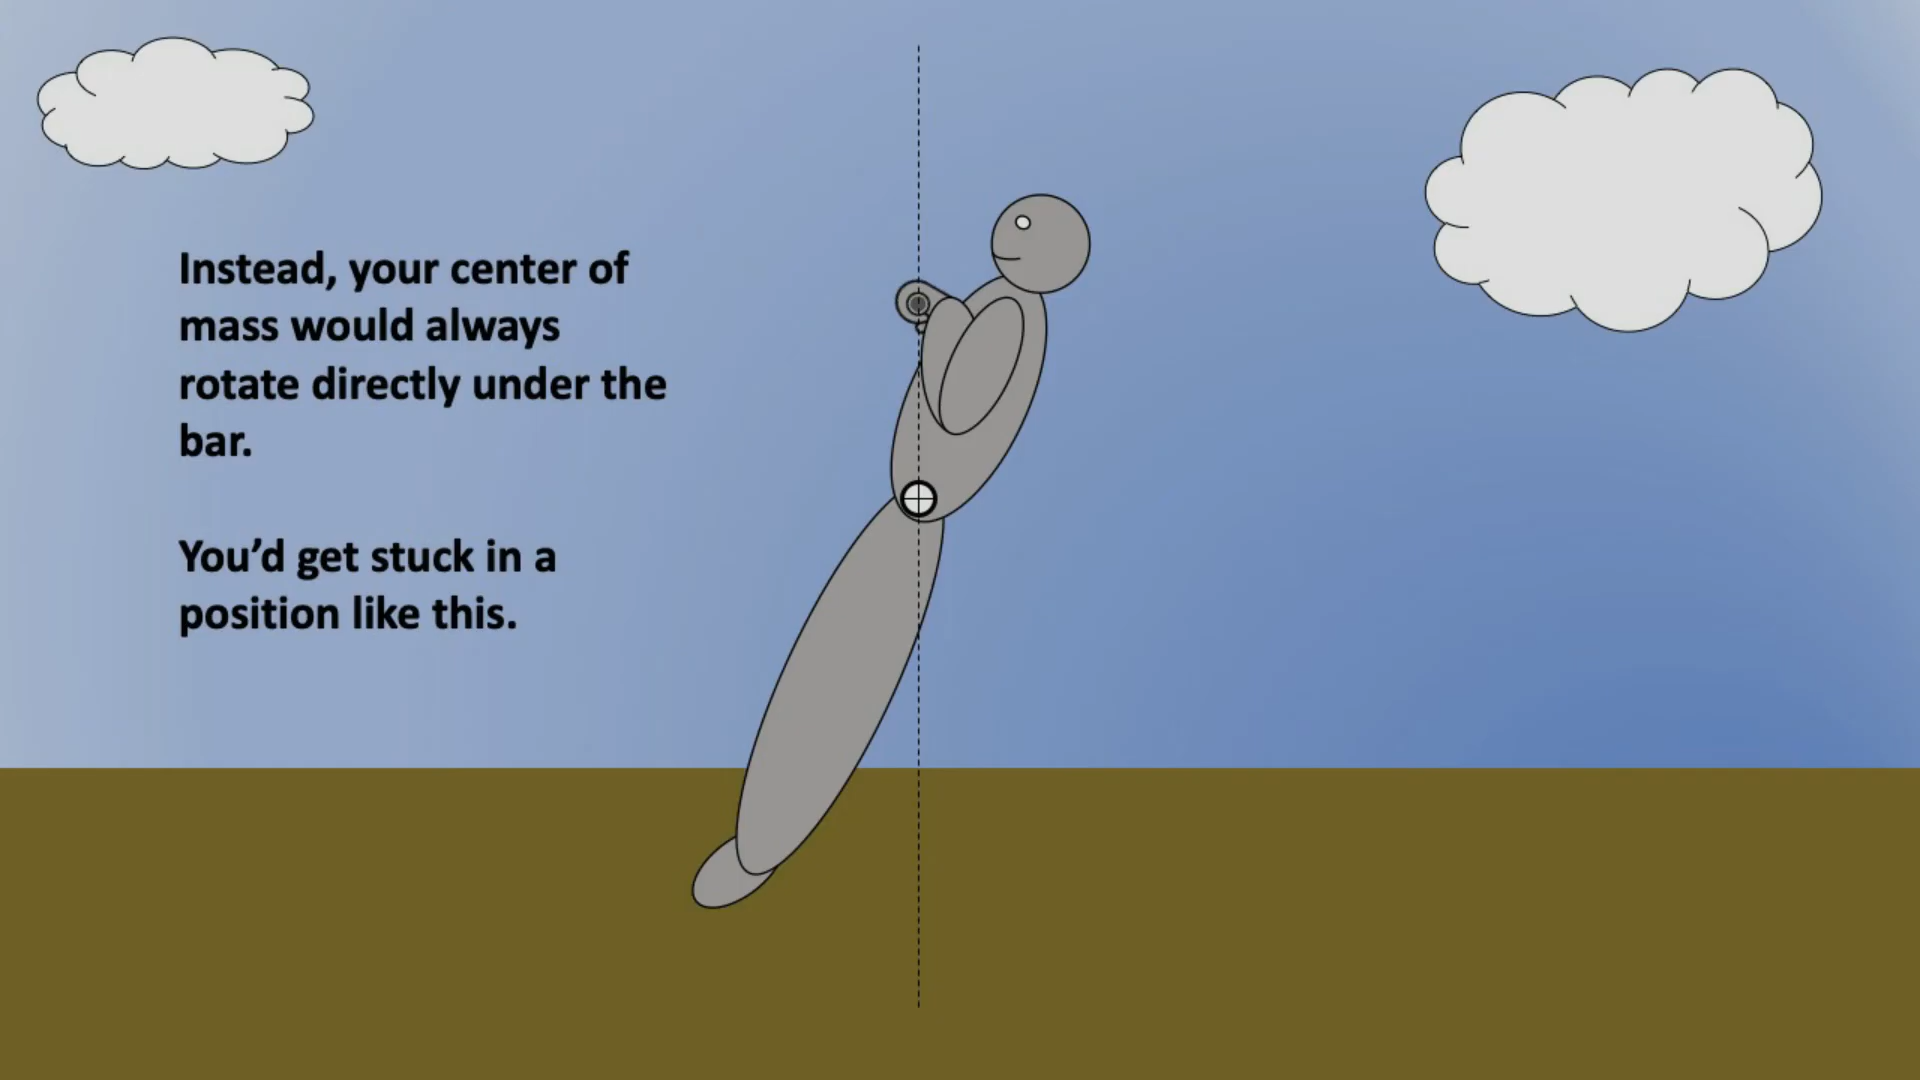 Instead, your center of
mass would always
rotate directly under the
bar.
You’d get stuck in a
position like this.